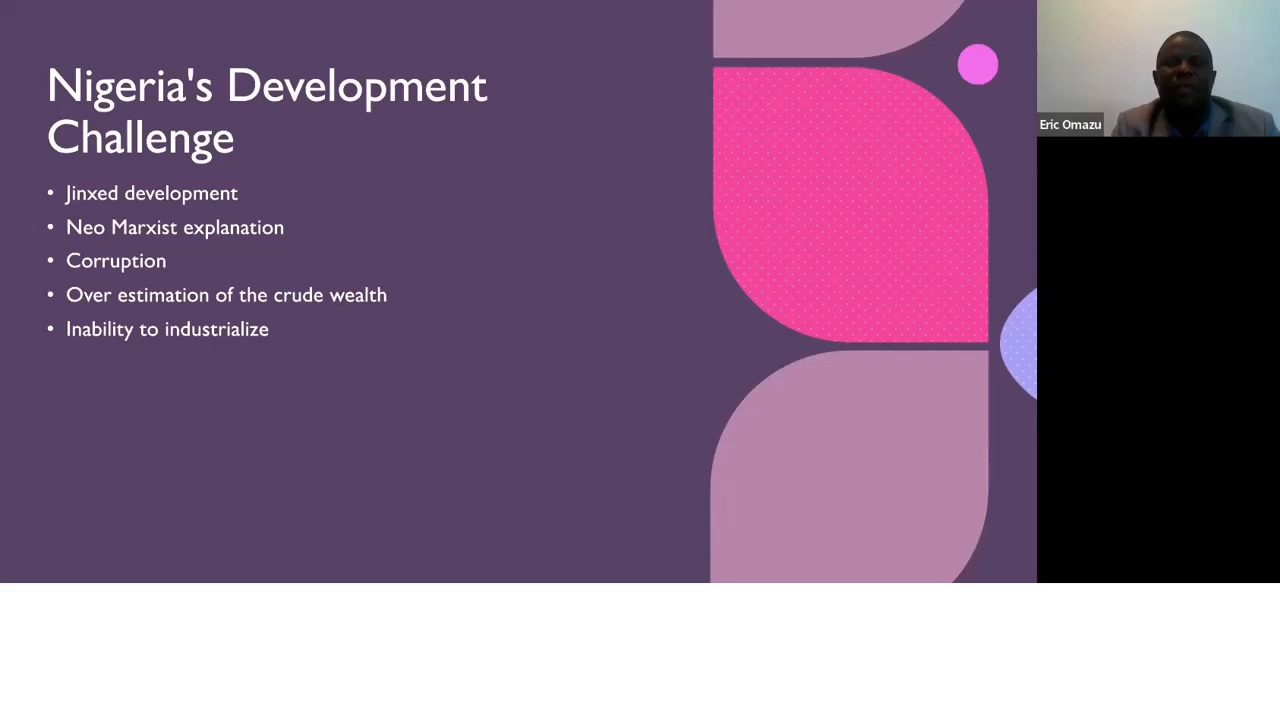 Nigeria's Development
Challenge
• Jinxed development
• Neo Marxist explanation
• Corruption
• Over estimation of the crude wealth
• Inability to industrialize
Eric Omazu